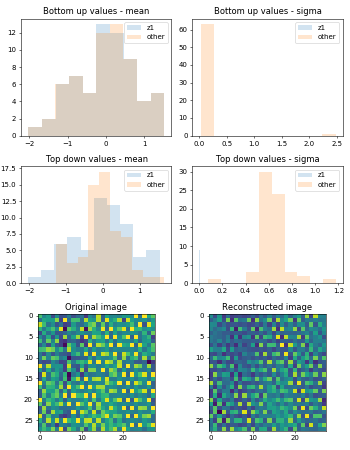 Bottom up values - mean
Bottom up values - sigma
z1
other
z1
other
12
10
8
6
4
2
0
60
50
40
30
20
10
0
−2 −1 0 1
0.0 0.5 1.0 1.5 2.0 2.5
Top down values - mean
Top down values - sigma
z1
other
z1
other
17.5
15.0
12.5
10.0
7.5
5.0
2.5
0.0
30
25
20
15
10
5
0
−2 −1 0 1
0.0 0.2 0.4 0.6 0.8 1.0 1.2
Original image
Reconstructed image
0
5
10
15
20
25
0
5
10
15
20
25
0 10 20
0 10 20